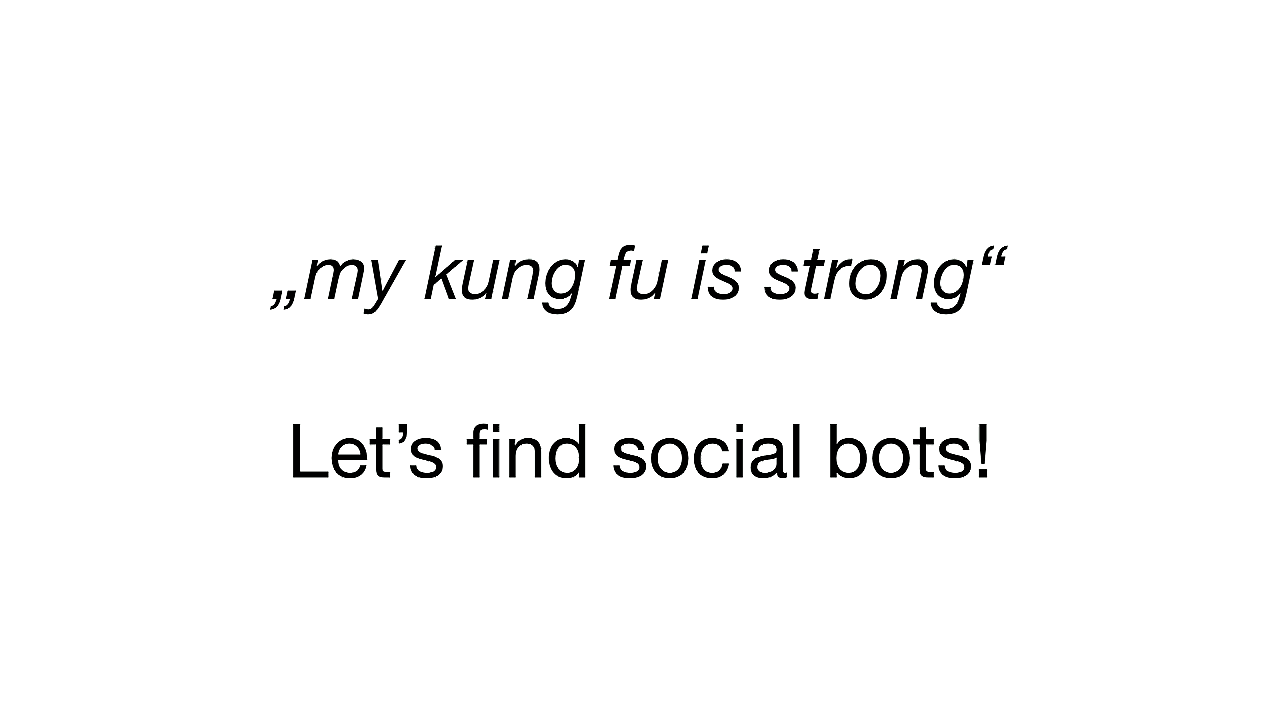 „my kung fu is strong“
Let’s find social bots!